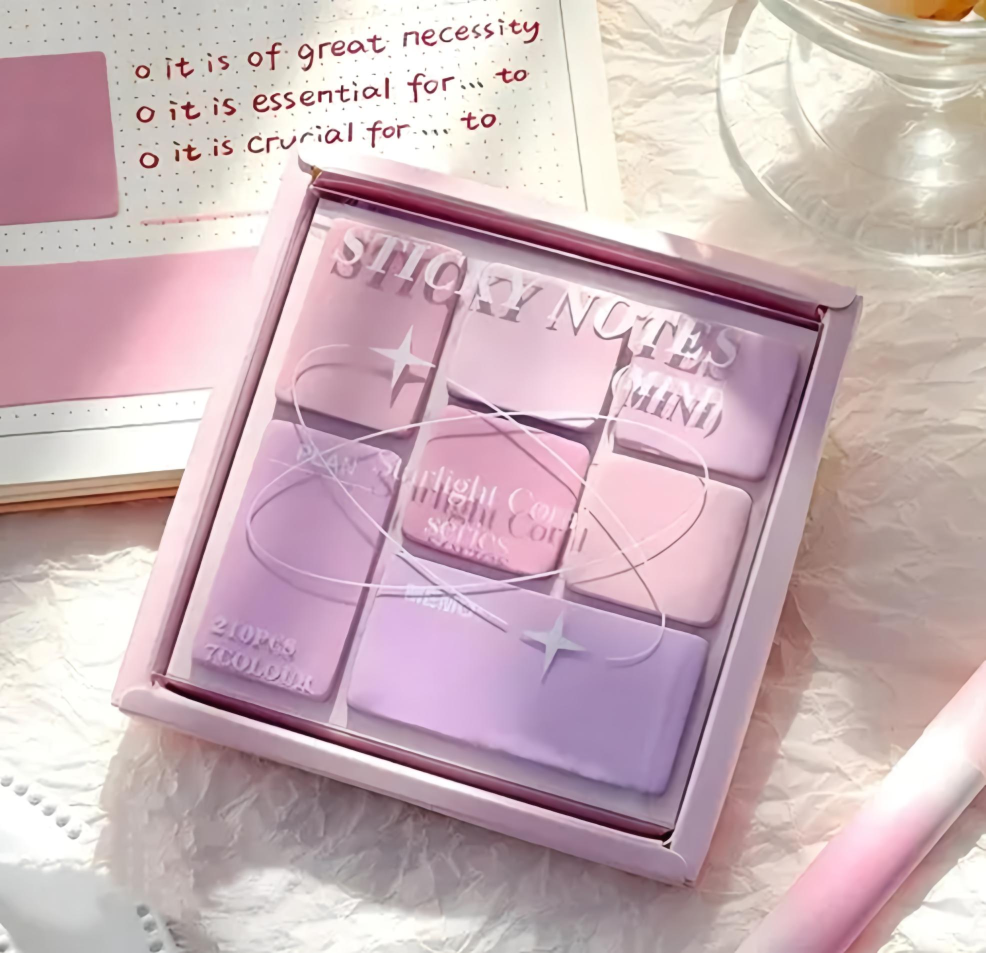 o it is of great necessity
o it is essential for... to
o it is crucial for ... to
STICKY NOTES
(MINI)
PLAN
Starlight Coral
series
MEMO
210PCS
7COLOUR